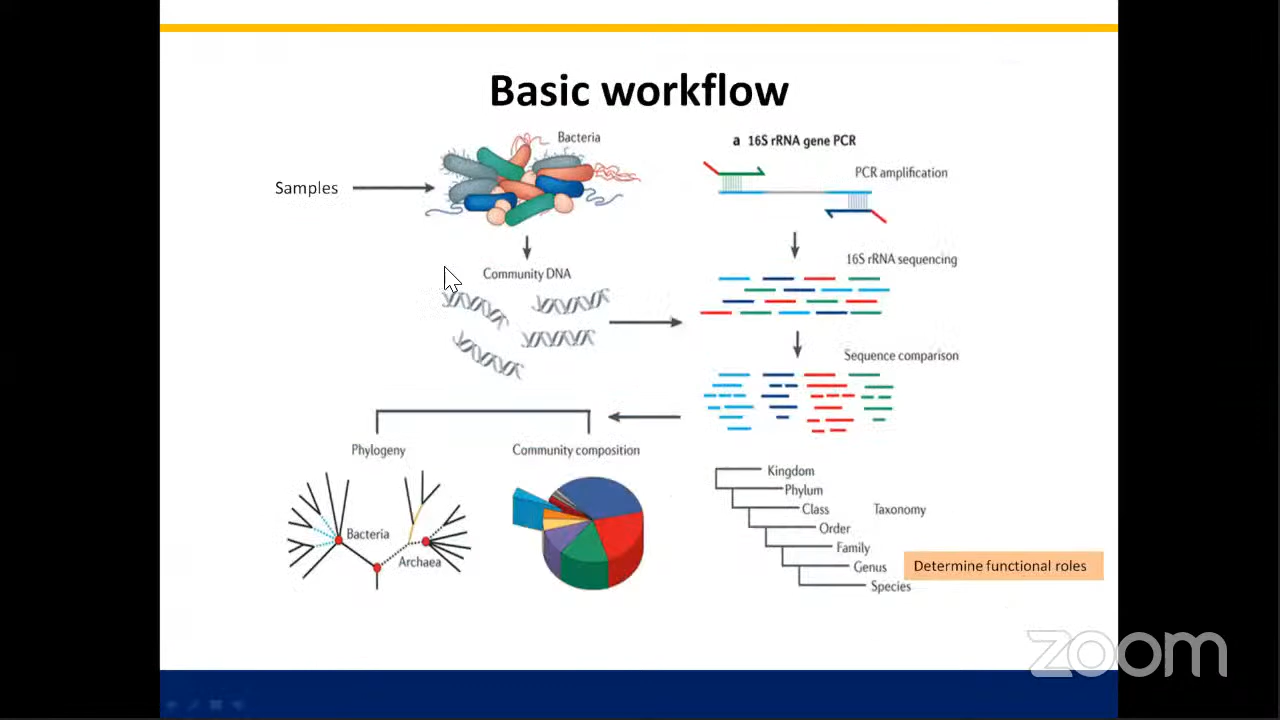 Basic workflow
Bacteria
Samples
Community DNA
a 16S rRNA gene PCR
PCR amplification
16S rRNA sequencing
Sequence comparison
Phylogeny
Community composition
Bacteria
Archaea
Kingdom
Phylum
Class
Taxonomy
Order
Family
Genus
Species
Determine functional roles
zoom